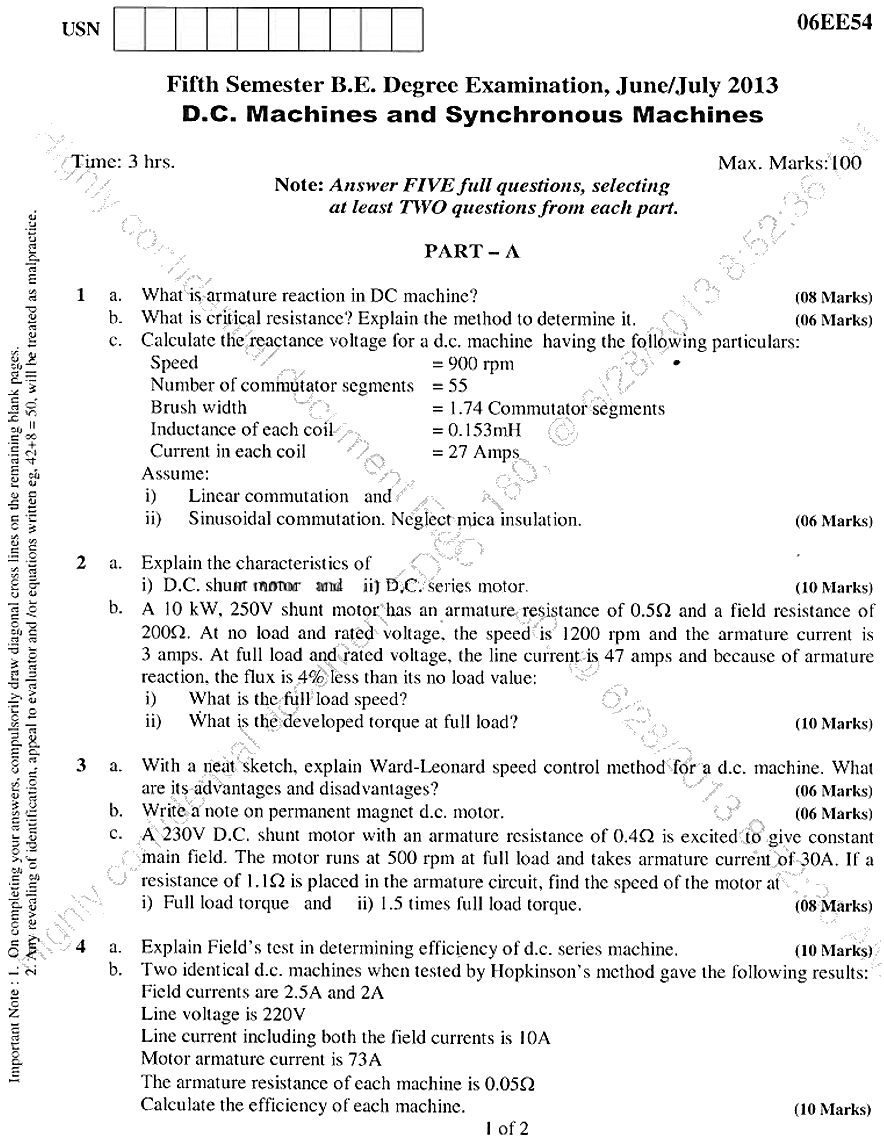 USN
06EE54
Fifth Semester B.E. Degree Examination, June/July 2013
D.C. Machines and Synchronous Machines
Time: 3 hrs.
Max. Marks:100
Note: Answer FIVE full questions, selecting
at least TWO questions from each part.
PART – A
1 a. What is armature reaction in DC machine? (08 Marks)
b. What is critical resistance? Explain the method to determine it. (06 Marks)
c. Calculate the reactance voltage for a d.c. machine having the following particulars:
Speed = 900 rpm
Number of commutator segments = 55
Brush width = 1.74 Commutator segments
Inductance of each coil = 0.153mH
Current in each coil = 27 Amps
Assume:
i) Linear commutation and
ii) Sinusoidal commutation. Neglect mica insulation. (06 Marks)
2 a. Explain the characteristics of
i) D.C. shunt motor and ii) D.C. series motor. (10 Marks)
b. A 10 kW, 250V shunt motor has an armature resistance of 0.5Ω and a field resistance of
200Ω. At no load and rated voltage, the speed is 1200 rpm and the armature current is
3 amps. At full load and rated voltage, the line current is 47 amps and because of armature
reaction, the flux is 4% less than its no load value:
i) What is the full load speed?
ii) What is the developed torque at full load? (10 Marks)
3 a. With a neat sketch, explain Ward-Leonard speed control method for a d.c. machine. What
are its advantages and disadvantages? (06 Marks)
b. Write a note on permanent magnet d.c. motor. (06 Marks)
c. A 230V D.C. shunt motor with an armature resistance of 0.4Ω is excited to give constant
main field. The motor runs at 500 rpm at full load and takes armature current of 30A. If a
resistance of 1.1Ω is placed in the armature circuit, find the speed of the motor at
i) Full load torque and ii) 1.5 times full load torque. (08 Marks)
4 a. Explain Field's test in determining efficiency of d.c. series machine. (10 Marks)
b. Two identical d.c. machines when tested by Hopkinson's method gave the following results:
Field currents are 2.5A and 2A
Line voltage is 220V
Line current including both the field currents is 10A
Motor armature current is 73A
The armature resistance of each machine is 0.05Ω
Calculate the efficiency of each machine. (10 Marks)
1 of 2
Important Note : 1. On completing your answers, compulsorily draw diagonal cross lines on the remaining blank pages.
2. Any revealing of identification, appeal to evaluator and /or equations written eg, 42+8 = 50, will be treated as malpractice.